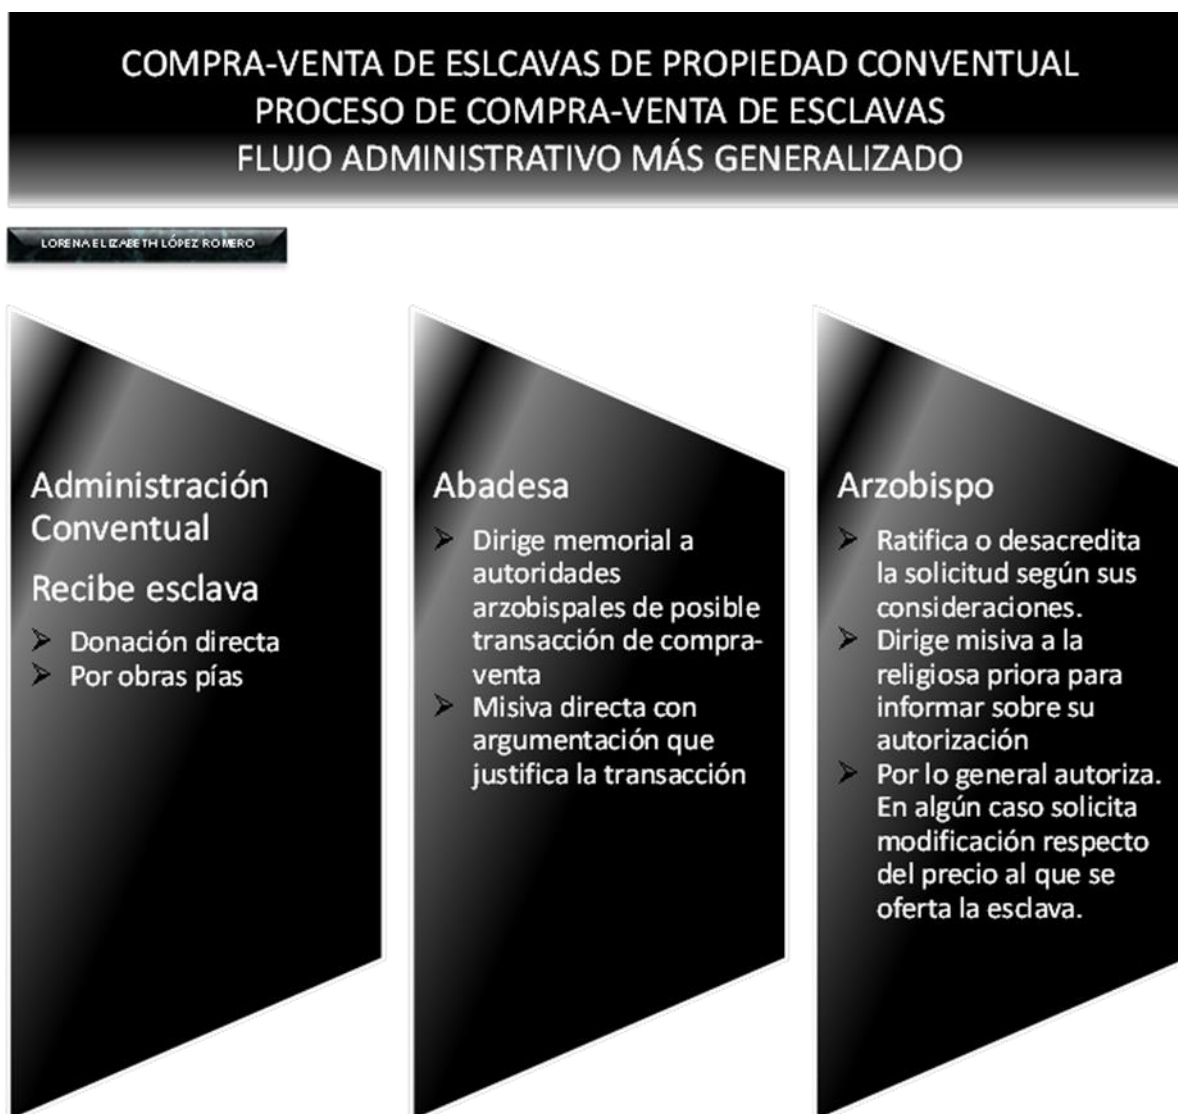 COMPRA-VENTA DE ESLCAVAS DE PROPIEDAD CONVENTUAL
PROCESO DE COMPRA-VENTA DE ESCLAVAS
FLUJO ADMINISTRATIVO MÁS GENERALIZADO
LORENA ELIZABETH LÓPEZ ROMERO
Administración
Conventual
Recibe esclava
➢ Donación directa
➢ Por obras pías
Abadesa
➢ Dirige memorial a
autoridades
arzobispales de posible
transacción de compra-
venta
➢ Misiva directa con
argumentación que
justifica la transacción
Arzobispo
➢ Ratifica o desacredita
la solicitud según sus
consideraciones.
➢ Dirige misiva a la
religiosa priora para
informar sobre su
autorización
➢ Por lo general autoriza.
En algún caso solicita
modificación respecto
del precio al que se
oferta la esclava.